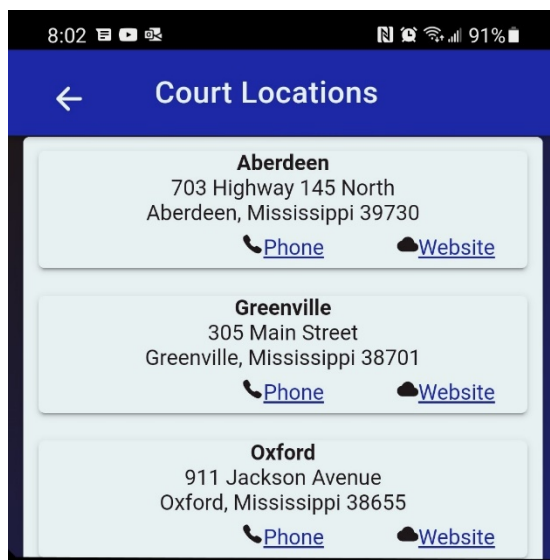 8:02 91%
Court Locations
Aberdeen
703 Highway 145 North
Aberdeen, Mississippi 39730
Phone Website
Greenville
305 Main Street
Greenville, Mississippi 38701
Phone Website
Oxford
911 Jackson Avenue
Oxford, Mississippi 38655
Phone Website